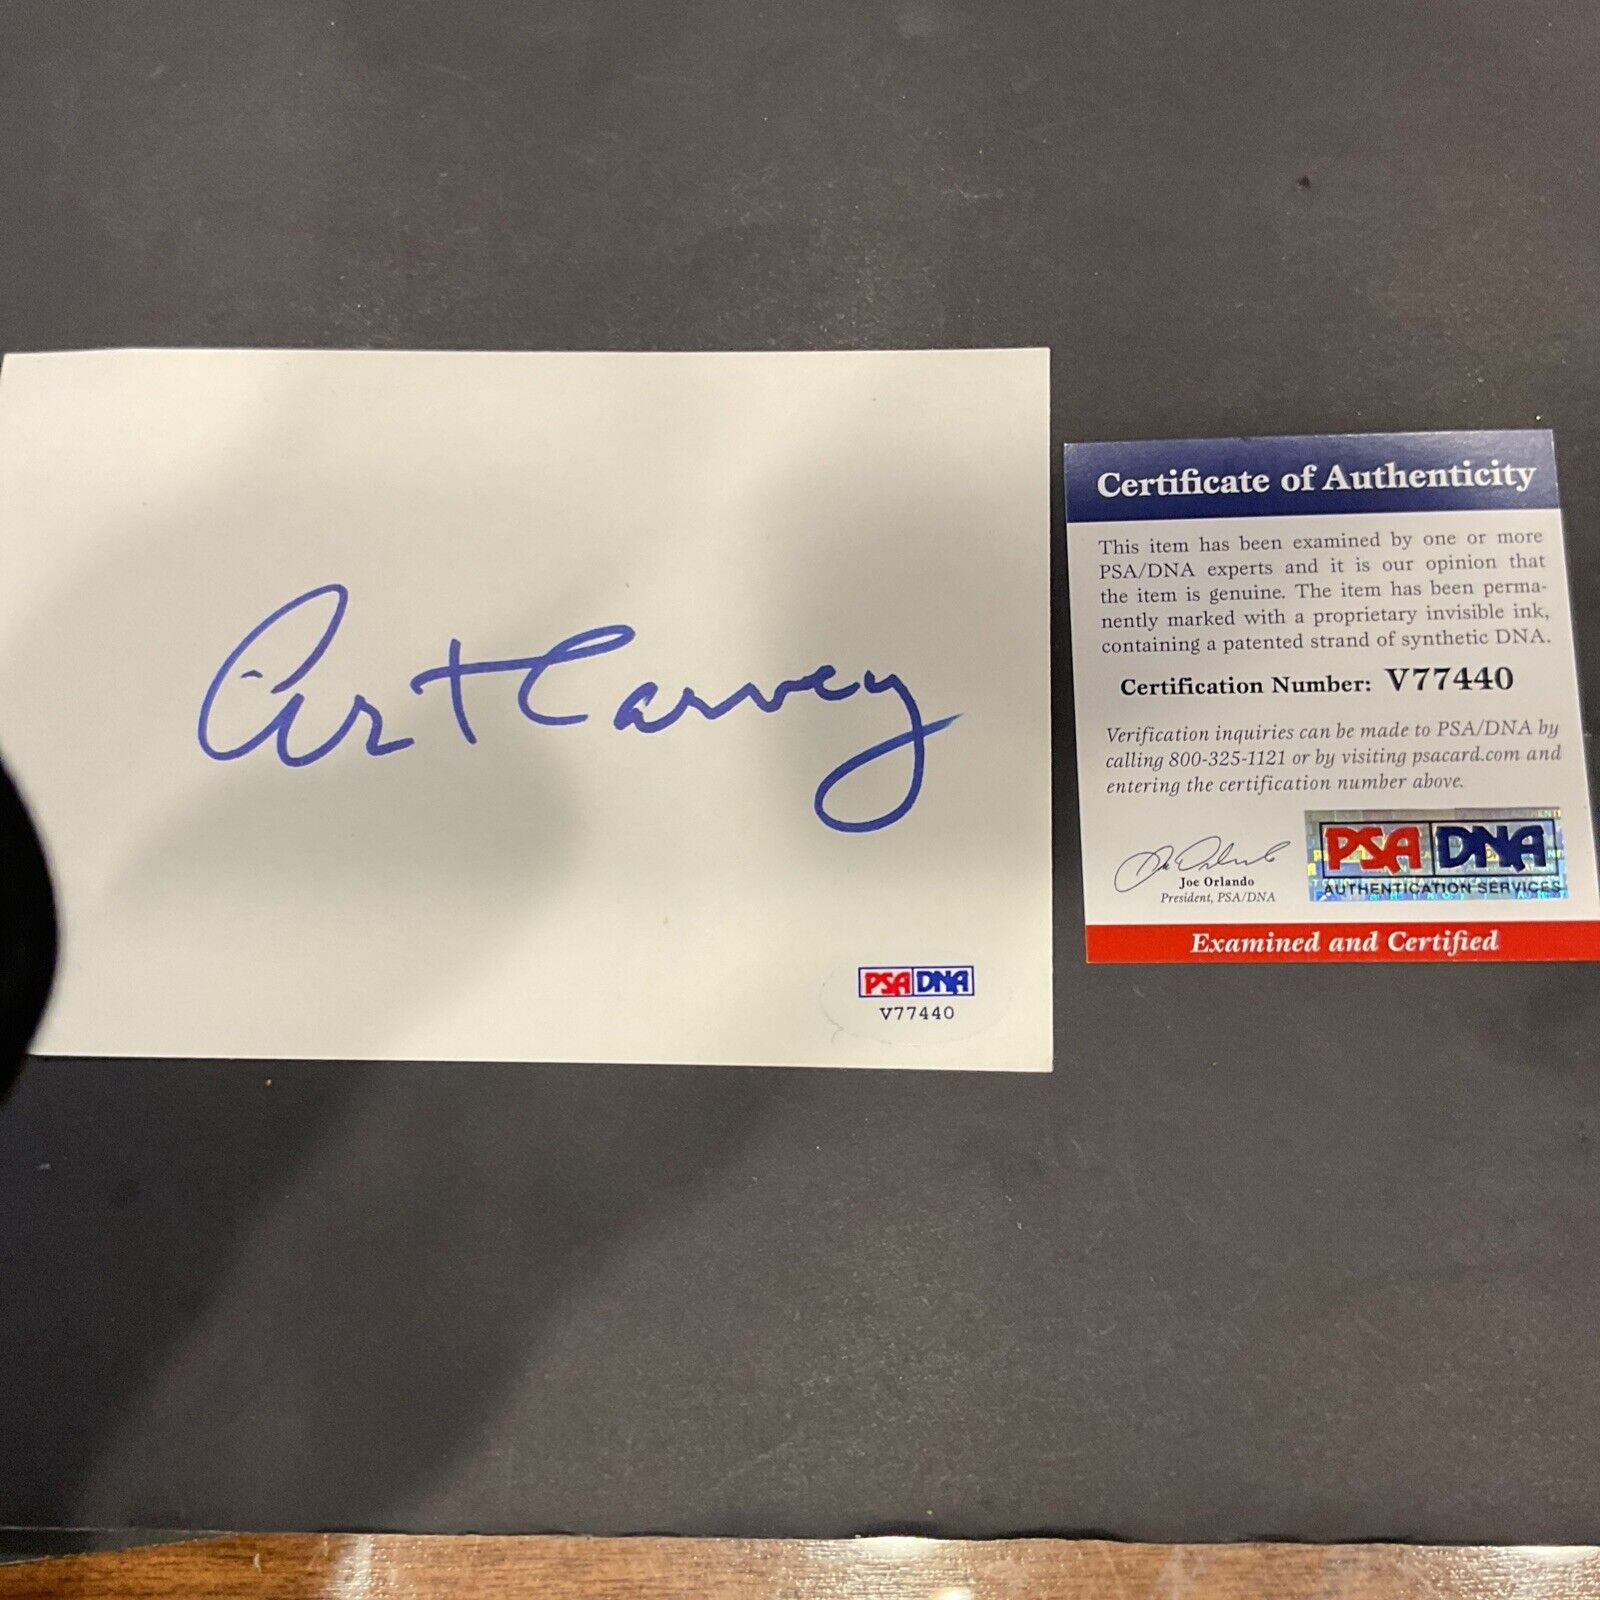 Art Carney
PSA DNA
V77440
Certificate of Authenticity
This item has been examined by one or more
PSA/DNA experts and it is our opinion that
the item is genuine. The item has been perma-
nently marked with a proprietary invisible ink,
containing a patented strand of synthetic DNA.
Certification Number: V77440
Verification inquiries can be made to PSA/DNA by
calling 800-325-1121 or by visiting psacard.com and
entering the certification number above.
Joe Orlando
President, PSA/DNA
PSA DNA
AUTHENTICATION SERVICES
Examined and Certified